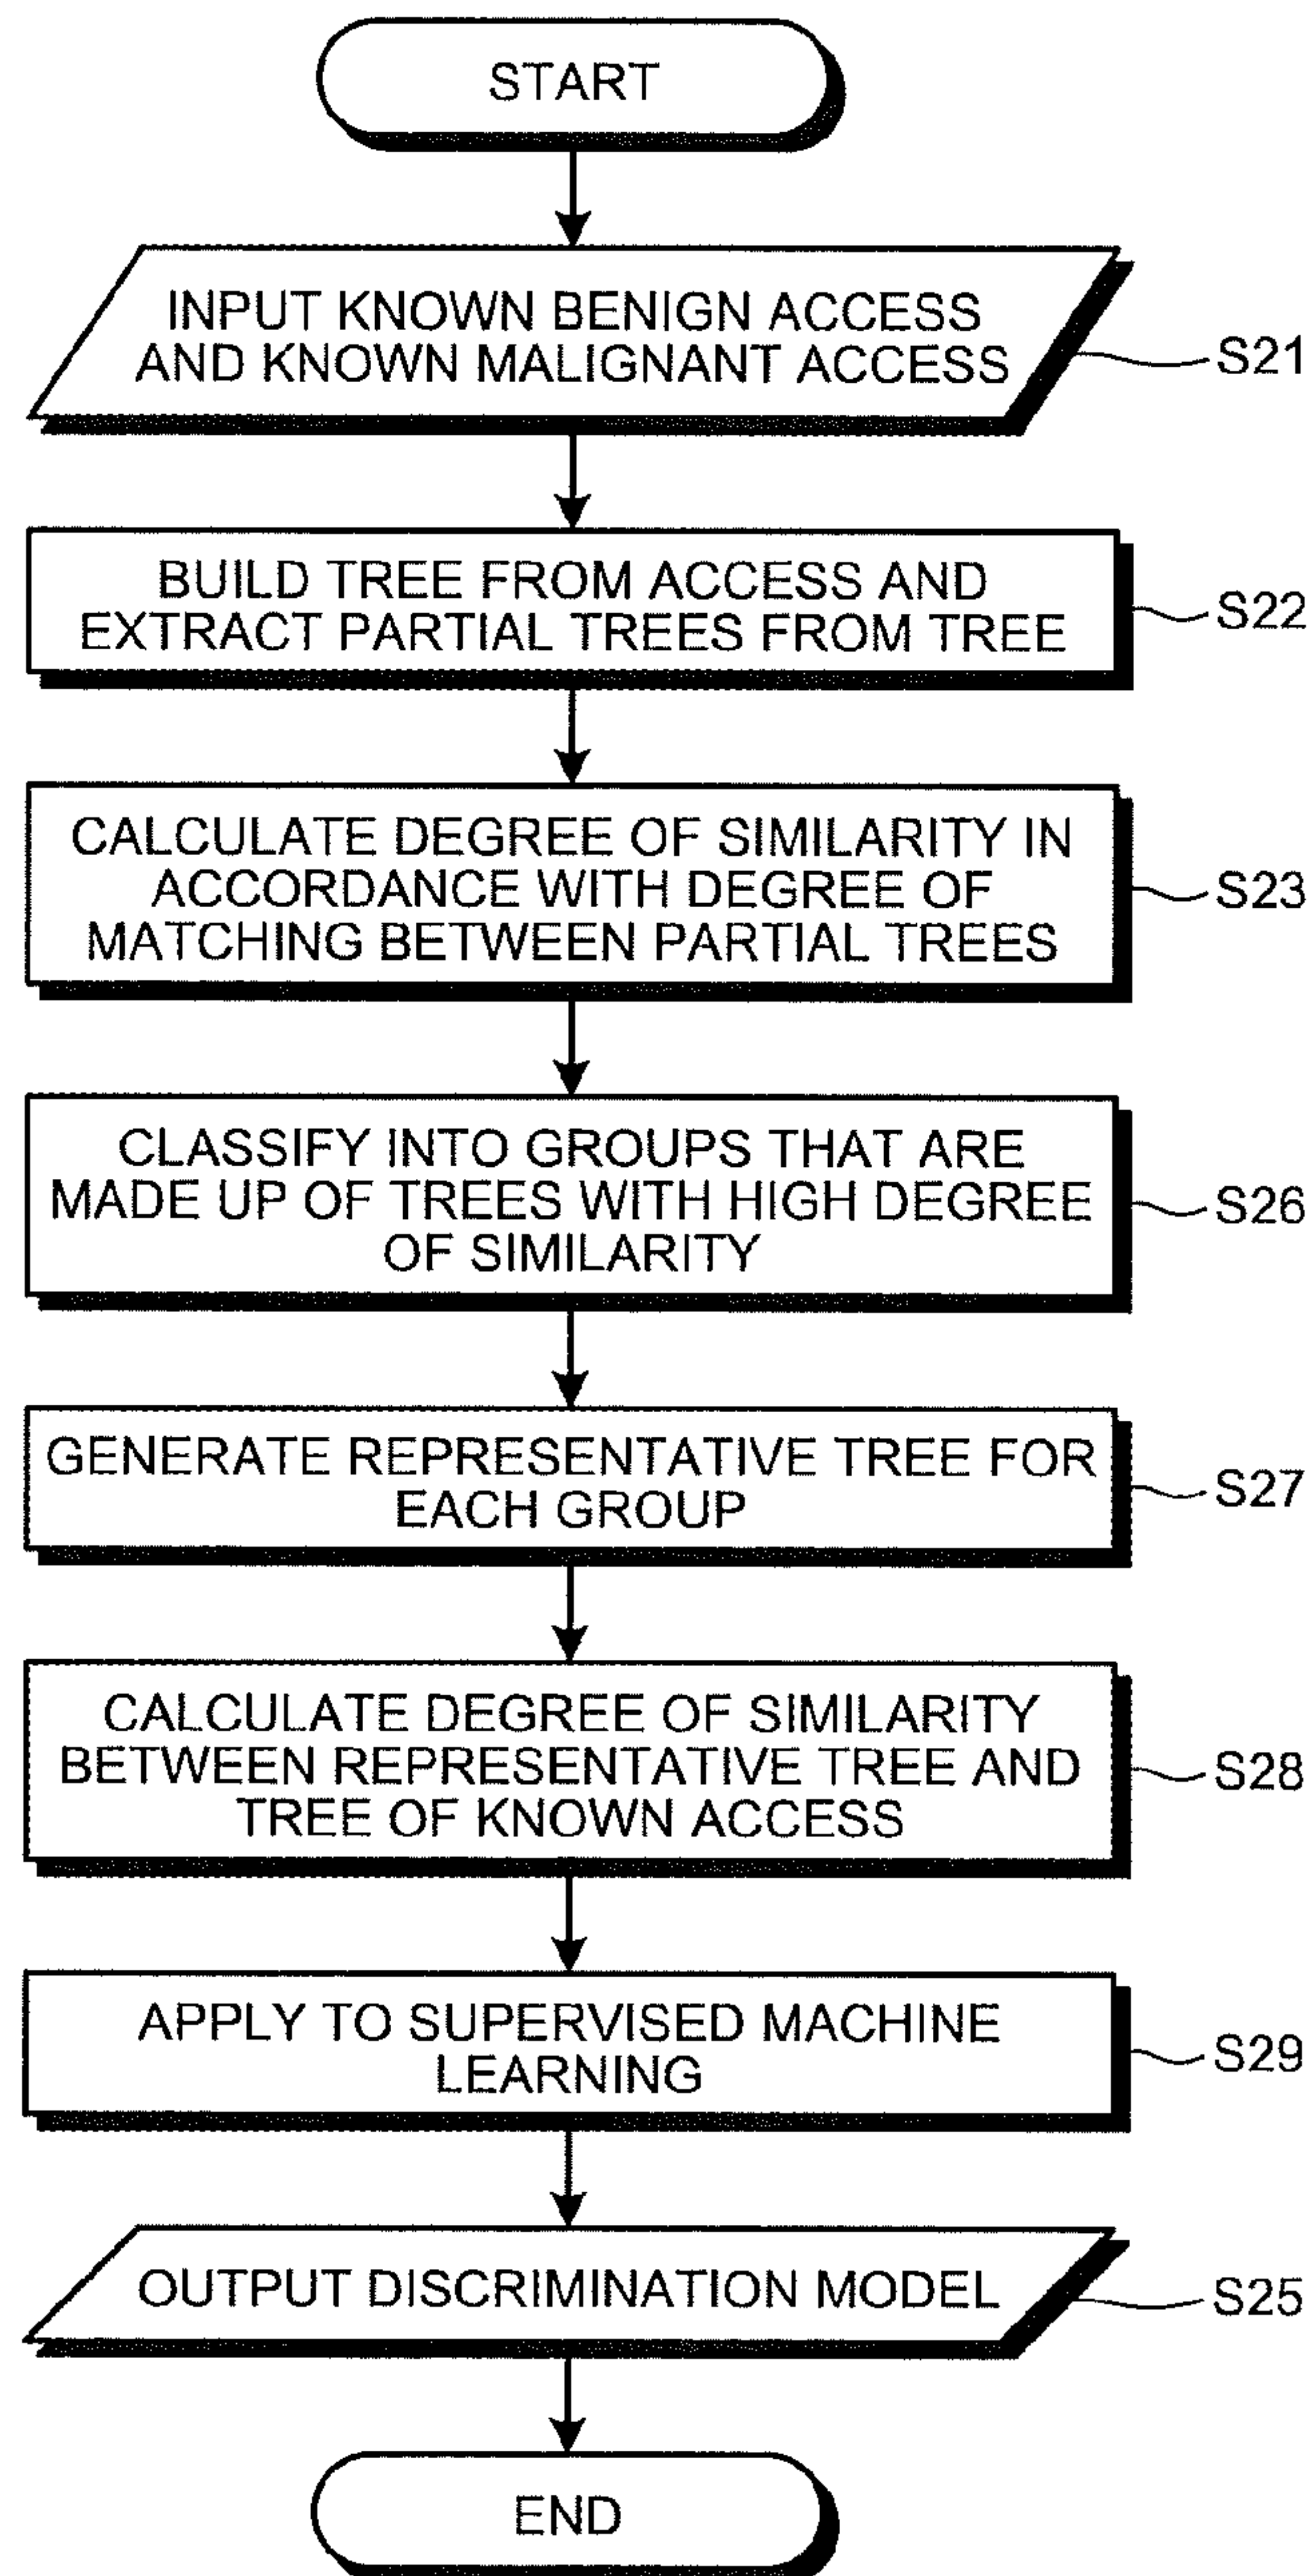 START
INPUT KNOWN BENIGN ACCESS
AND KNOWN MALIGNANT ACCESS
S21
BUILD TREE FROM ACCESS AND
EXTRACT PARTIAL TREES FROM TREE
S22
CALCULATE DEGREE OF SIMILARITY IN
ACCORDANCE WITH DEGREE OF
MATCHING BETWEEN PARTIAL TREES
S23
CLASSIFY INTO GROUPS THAT ARE
MADE UP OF TREES WITH HIGH DEGREE
OF SIMILARITY
S26
GENERATE REPRESENTATIVE TREE FOR
EACH GROUP
S27
CALCULATE DEGREE OF SIMILARITY
BETWEEN REPRESENTATIVE TREE AND
TREE OF KNOWN ACCESS
S28
APPLY TO SUPERVISED MACHINE
LEARNING
S29
OUTPUT DISCRIMINATION MODEL
S25
END